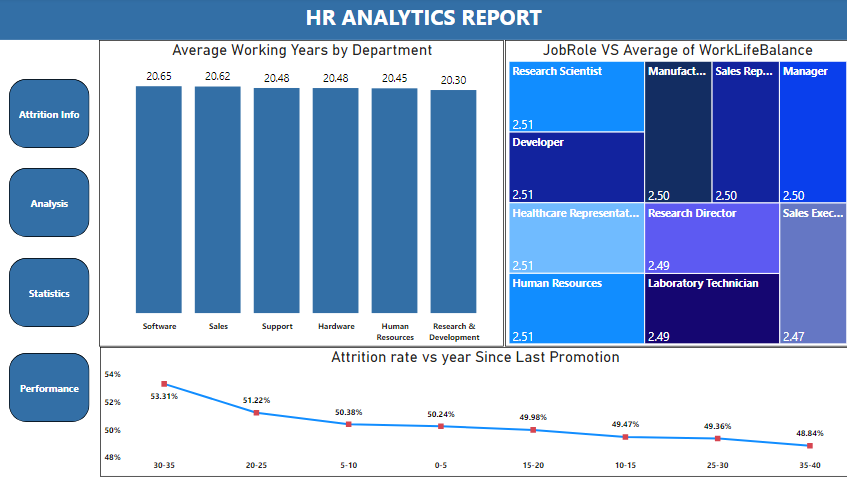 HR ANALYTICS REPORT
Attrition Info
Analysis
Statistics
Performance
Average Working Years by Department
20.65
20.62
20.48
20.48
20.45
20.30
Software
Sales
Support
Hardware
Human
Resources
Research &
Development
JobRole VS Average of WorkLifeBalance
Research Scientist
2.51
Developer
2.51
Healthcare Representat...
2.51
Human Resources
2.51
Manufact...
2.50
Sales Rep...
2.50
Manager
2.50
Research Director
2.49
Laboratory Technician
2.49
Sales Exec...
2.47
Attrition rate vs year Since Last Promotion
54%
52%
50%
48%
53.31%
51.22%
50.38%
50.24%
49.98%
49.47%
49.36%
48.84%
30-35
20-25
5-10
0-5
15-20
10-15
25-30
35-40